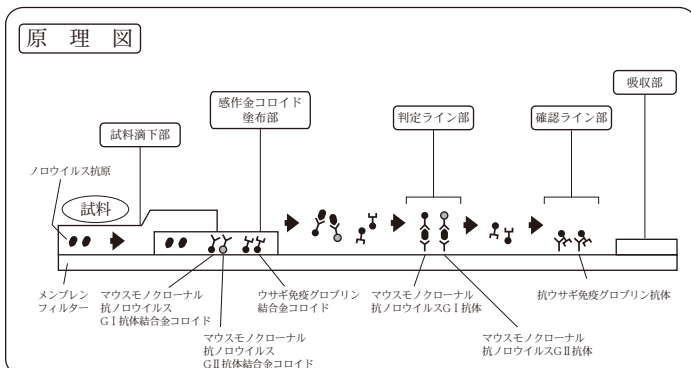 原理図
吸収部
感作金コロイド
塗布部
判定ライン部
確認ライン部
試料滴下部
ノロウイルス抗原
試料
メンブレン
フィルター
マウスモノクローナル
抗ノロウイルス
GⅠ抗体結合金コロイド
ウサギ免疫グロブリン
結合金コロイド
マウスモノクローナル
抗ノロウイルスGⅠ抗体
抗ウサギ免疫グロブリン抗体
マウスモノクローナル
抗ノロウイルス
GⅡ抗体結合金コロイド
マウスモノクローナル
抗ノロウイルスGⅡ抗体